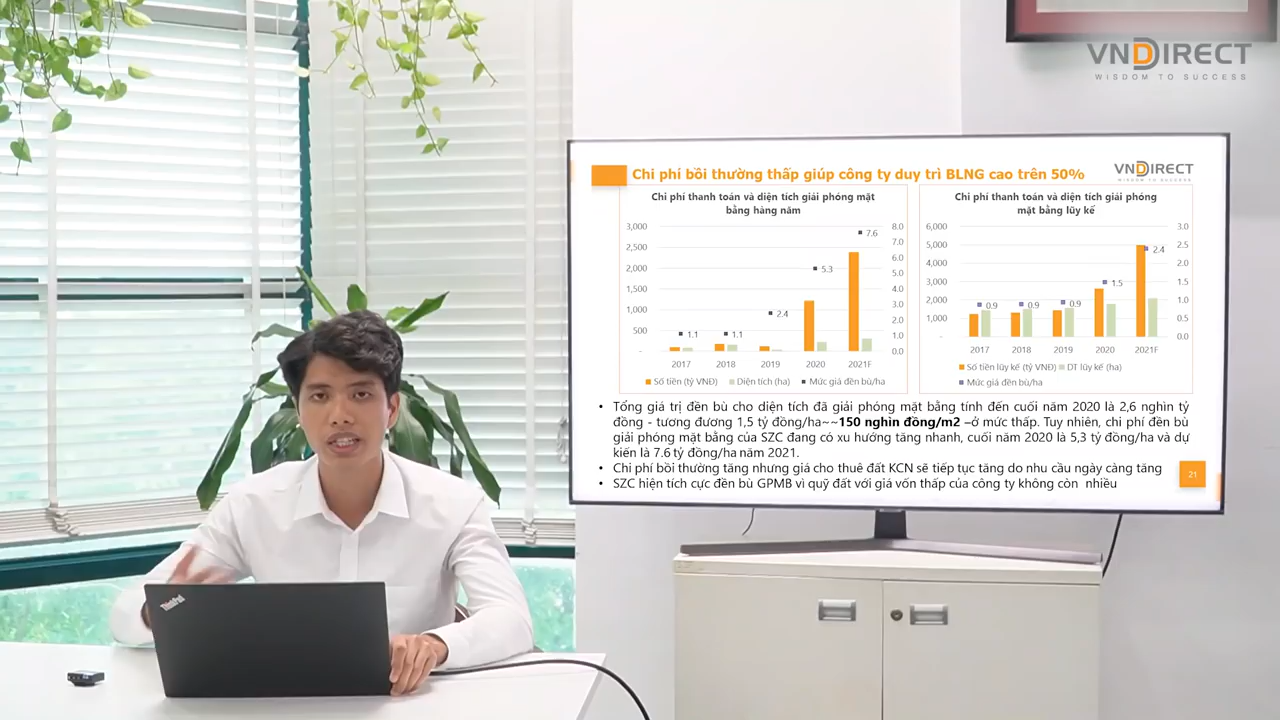 VNDIRECT
WISDOM TO SUCCESS
Chi phí bồi thường thấp giúp công ty duy trì BLNG cao trên 50%
VNDIRECT
WISDOM TO SUCCESS
Chi phí thanh toán và diện tích giải phóng mặt
bằng hàng năm
3,000
2,500
2,000
1,500
1,000
500
-
8.0
7.0
6.0
5.0
4.0
3.0
2.0
1.0
0.0
1.1
1.1
2.4
5.3
7.6
2017 2018 2019 2020 2021F
Số tiền (tỷ VNĐ) Diện tích (ha) Mức giá đền bù/ha
Chi phí thanh toán và diện tích giải phóng
mặt bằng lũy kế
6,000
5,000
4,000
3,000
2,000
1,000
-
3.0
2.5
2.0
1.5
1.0
0.5
0.0
0.9
0.9
0.9
1.5
2.4
2017 2018 2019 2020 2021F
Số tiền lũy kế (tỷ VNĐ) DT lũy kế (ha)
Mức giá đền bù/ha
• Tổng giá trị đền bù cho diện tích đã giải phóng mặt bằng tính đến cuối năm 2020 là 2,6 nghìn tỷ
đồng - tương đương 1,5 tỷ đồng/ha~~150 nghìn đồng/m2 –ở mức thấp. Tuy nhiên, chi phí đền bù
giải phóng mặt bằng của SZC đang có xu hướng tăng nhanh, cuối năm 2020 là 5,3 tỷ đồng/ha và dự
kiến là 7.6 tỷ đồng/ha năm 2021.
• Chi phí bồi thường tăng nhưng giá cho thuê đất KCN sẽ tiếp tục tăng do nhu cầu ngày càng tăng
• SZC hiện tích cực đền bù GPMB vì quỹ đất với giá vốn thấp của công ty không còn nhiều
21
ThinkPad